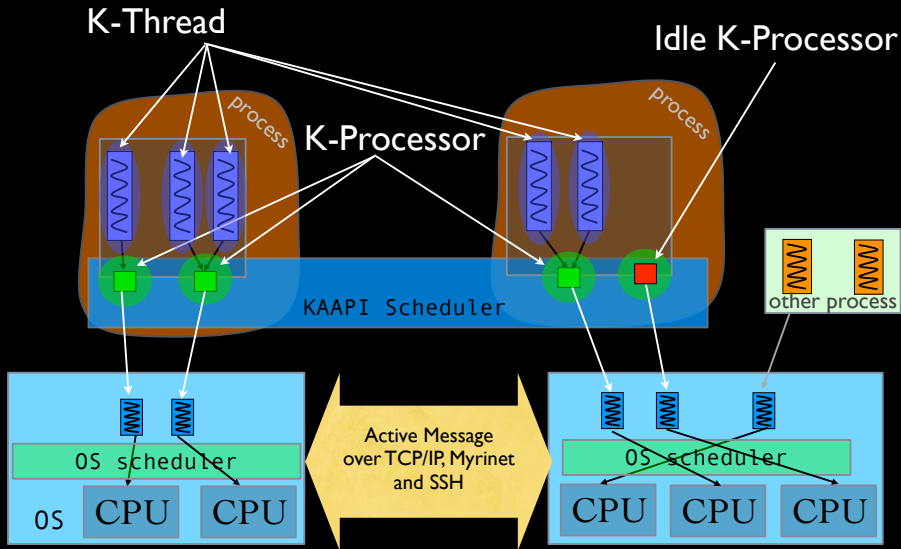 K-Thread
Idle K-Processor
process
process
K-Processor
KAAPI Scheduler
other process
Active Message
over TCP/IP, Myrinet
and SSH
OS scheduler
OS scheduler
OS
CPU
CPU
CPU
CPU
CPU